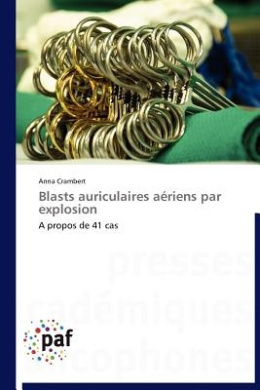 Anna Crambert
Blasts auriculaires aériens par
explosion
A propos de 41 cas
presses
académiques
francophones
paf